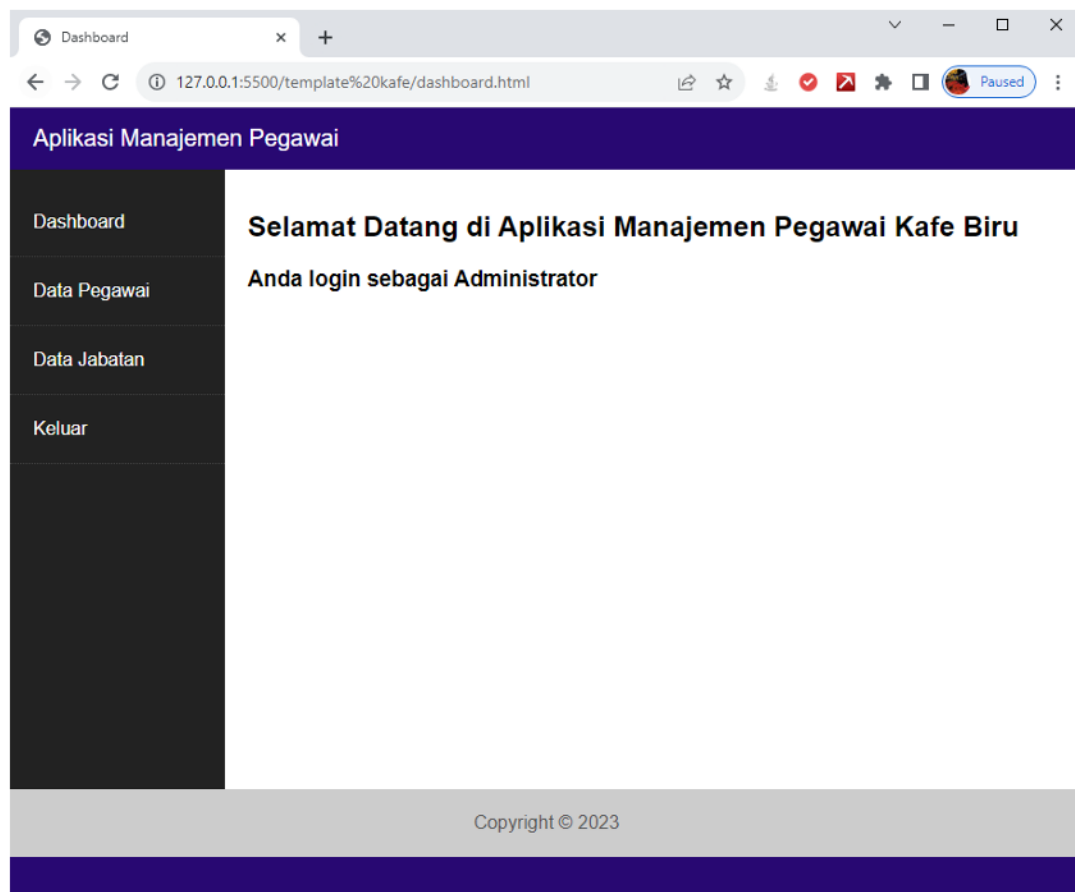 Dashboard
127.0.0.1:5500/template%20kafe/dashboard.html
Paused
Aplikasi Manajemen Pegawai
Dashboard
Data Pegawai
Data Jabatan
Keluar
Selamat Datang di Aplikasi Manajemen Pegawai Kafe Biru
Anda login sebagai Administrator
Copyright © 2023